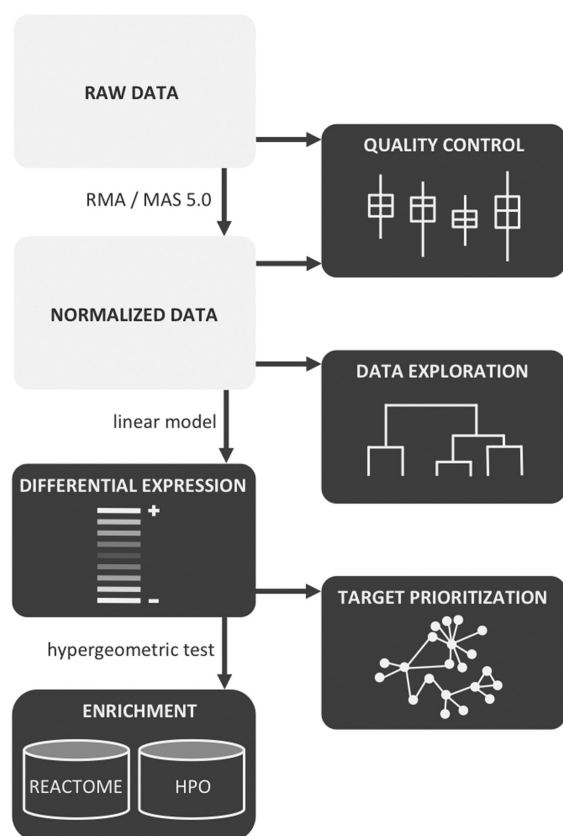 RAW DATA
QUALITY CONTROL
RMA / MAS 5.0
NORMALIZED DATA
DATA EXPLORATION
linear model
DIFFERENTIAL EXPRESSION
+
–
TARGET PRIORITIZATION
hypergeometric test
ENRICHMENT
REACTOME
HPO